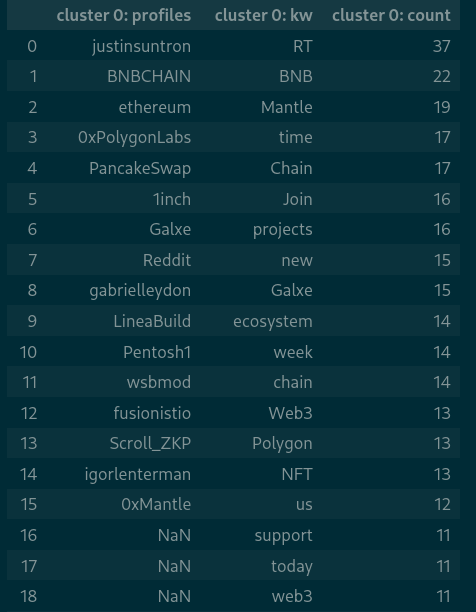 cluster 0: profiles cluster 0: kw cluster 0: count
0 justinsuntron RT 37
1 BNBCHAIN BNB 22
2 ethereum Mantle 19
3 0xPolygonLabs time 17
4 PancakeSwap Chain 17
5 1inch Join 16
6 Galxe projects 16
7 Reddit new 15
8 gabrielleydon Galxe 15
9 LineaBuild ecosystem 14
10 Pentosh1 week 14
11 wsbmod chain 14
12 fusionistio Web3 13
13 Scroll_ZKP Polygon 13
14 igorlenterman NFT 13
15 0xMantle us 12
16 NaN support 11
17 NaN today 11
18 NaN web3 11